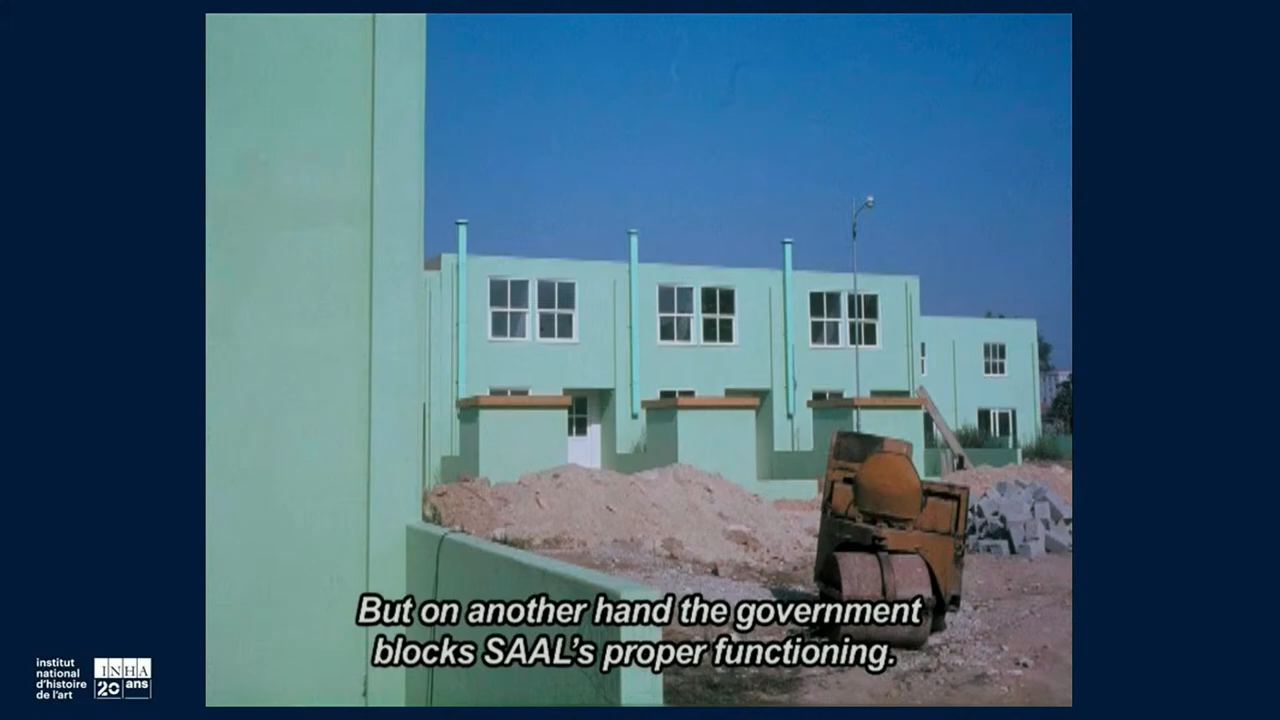 But on another hand the government
blocks SAAL's proper functioning.
institut
national
d'histoire
de l'art
INHA
20 ans